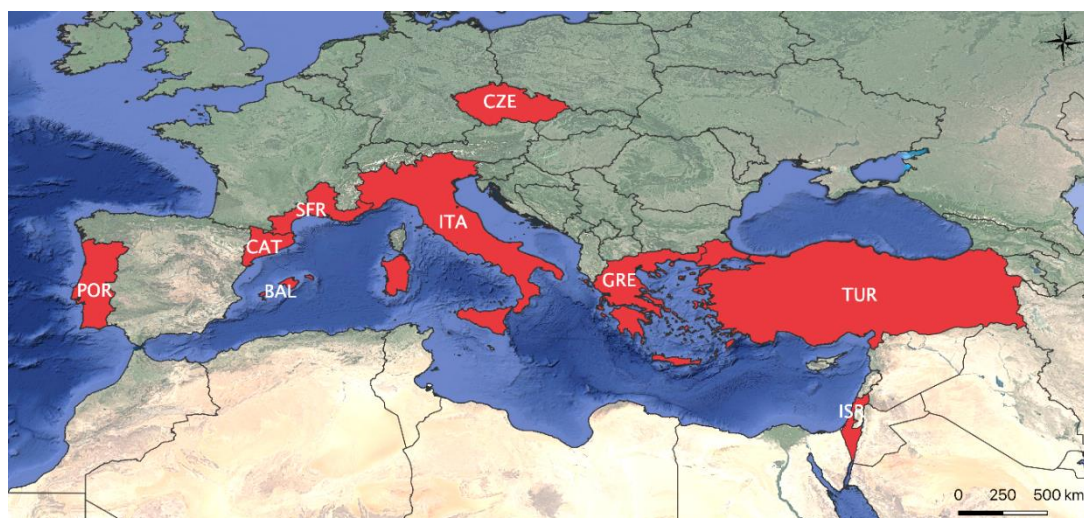 CZE
SFR
ITA
CAT
POR
BAL
GRE
TUR
ISR
0 250 500 km